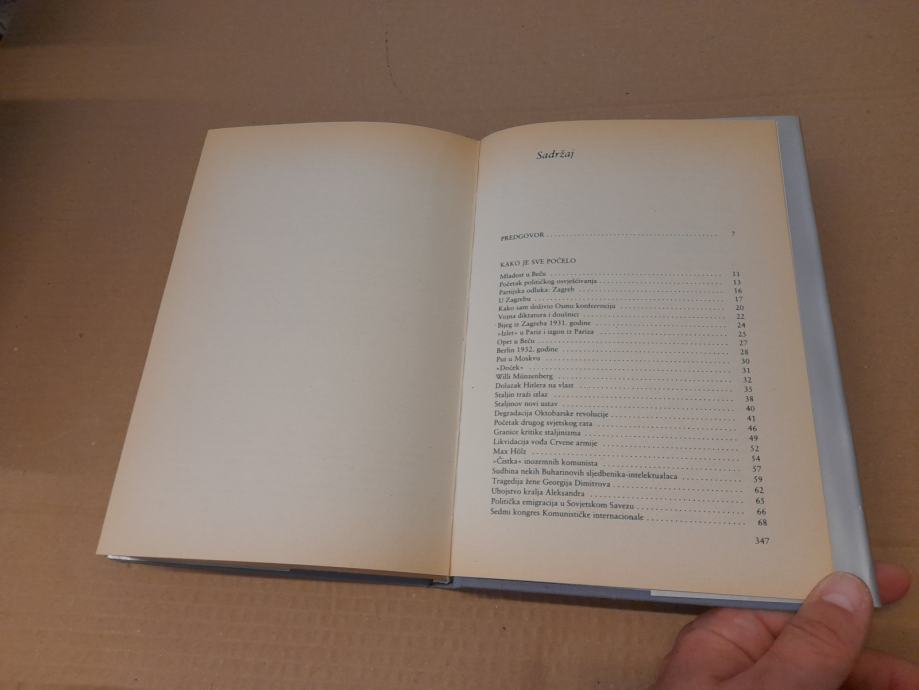 Sadržaj
PREDGOVOR . . . . . . . . . . 7
KAKO JE SVE POČELO
Mladost u Beču . . . . . . . . . . 11
Početak političkog osvješćivanja . . . . . . . . . . 13
Partijska odluka: Zagreb . . . . . . . . . . 16
U Zagrebu . . . . . . . . . . 17
Kako sam doživio Osmu konferenciju . . . . . . . . . . 20
Vojna diktatura i doušnici . . . . . . . . . . 22
Bijeg iz Zagreba 1931. godine . . . . . . . . . . 24
»Izlet« u Pariz i izgon iz Pariza . . . . . . . . . . 25
Opet u Beču . . . . . . . . . . 27
Berlin 1932. godine . . . . . . . . . . 28
Put u Moskvu . . . . . . . . . . 30
»Doček« . . . . . . . . . . 31
Willi Münzenberg . . . . . . . . . . 32
Dolazak Hitlera na vlast . . . . . . . . . . 35
Staljin traži izlaz . . . . . . . . . . 38
Staljinov novi ustav . . . . . . . . . . 40
Degradacija Oktobarske revolucije . . . . . . . . . . 41
Početak drugog svjetskog rata . . . . . . . . . . 46
Granice kritike staljinizma . . . . . . . . . . 49
Likvidacija vođa Crvene armije . . . . . . . . . . 52
Max Hölz . . . . . . . . . . 54
»Čistka« inozemnih komunista . . . . . . . . . . 57
Sudbina nekih Buharinovih sljedbenika-intelektualaca . . . . . . . . . . 59
Tragedija žene Georgija Dimitrova . . . . . . . . . . 62
Ubojstvo kralja Aleksandra . . . . . . . . . . 65
Politička emigracija u Sovjetskom Savezu . . . . . . . . . . 66
Sedmi kongres Komunističke internacionale . . . . . . . . . . 68
347